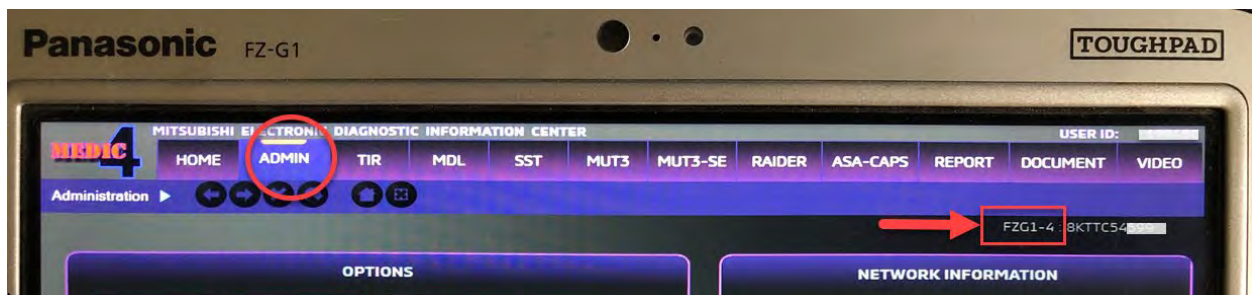 Panasonic FZ-G1 TOUGHPAD
MITSUBISHI ELECTRONIC DIAGNOSTIC INFORMATION CENTER USER ID:
MEDIC 4 HOME ADMIN TIR MDL SST MUT3 MUT3-SE RAIDER ASA-CAPS REPORT DOCUMENT VIDEO
Administration
FZG1-4 : 8KTTC54
OPTIONS NETWORK INFORMATION